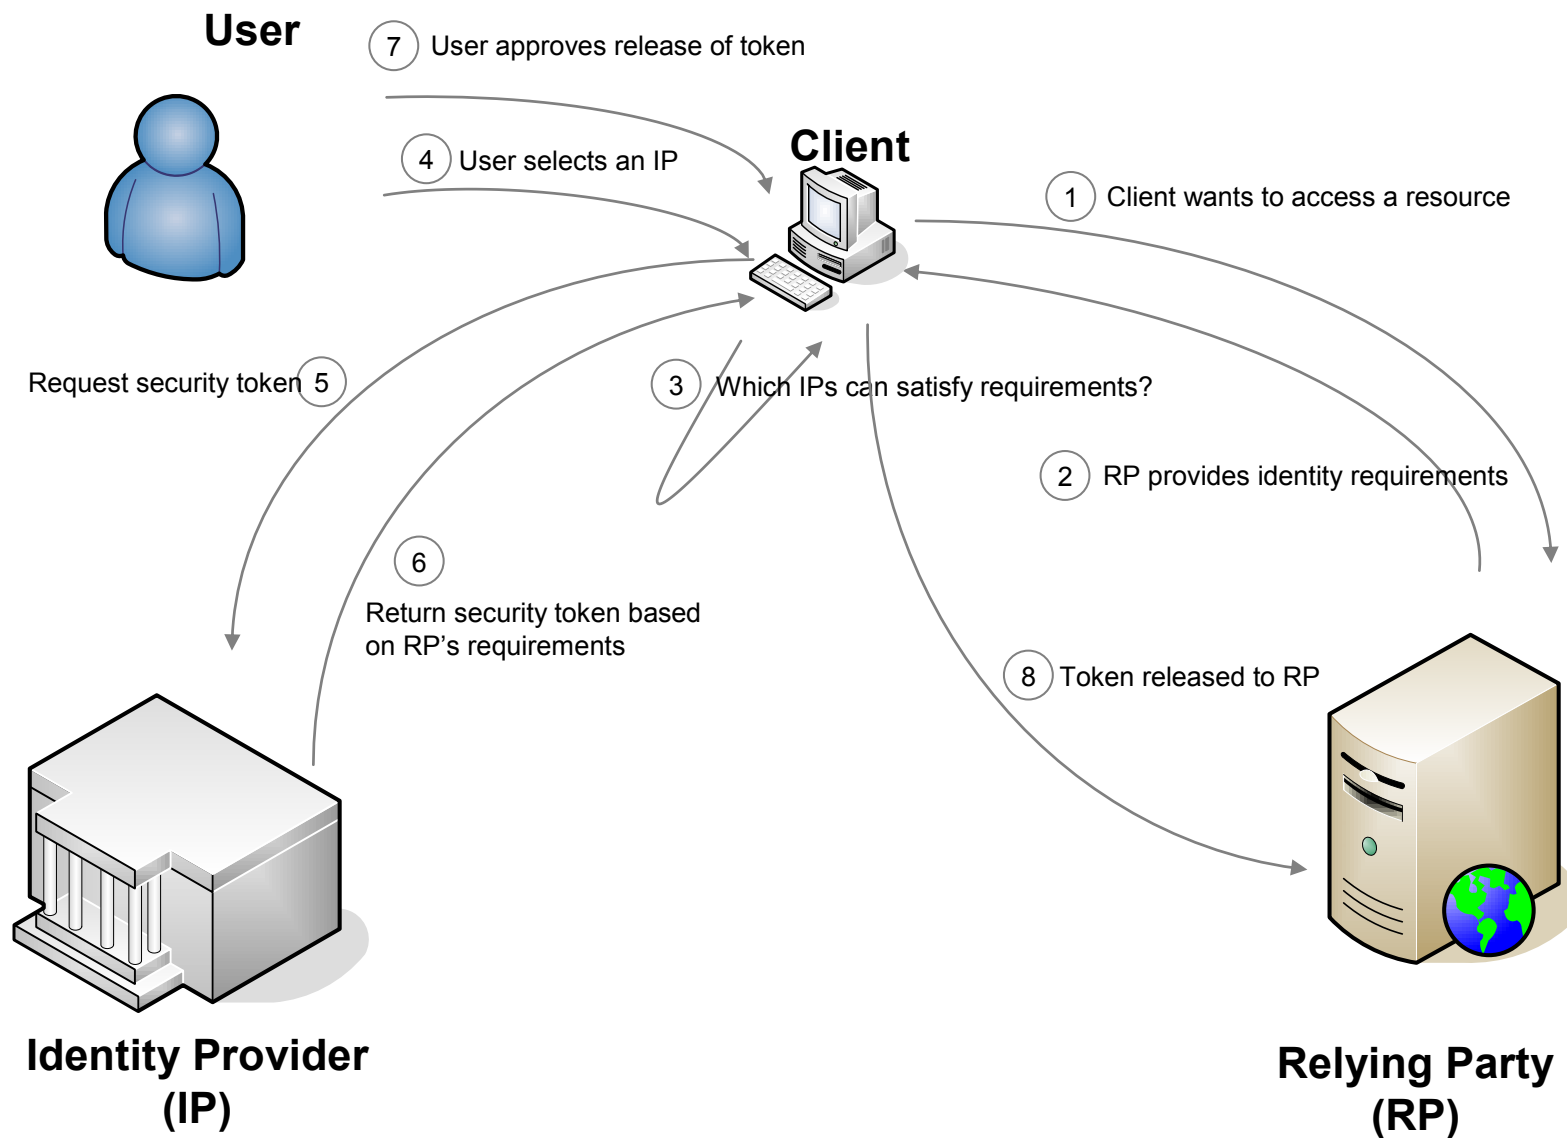 User
7 User approves release of token
Client
4 User selects an IP
1 Client wants to access a resource
Request security token 5
3 Which IPs can satisfy requirements?
2 RP provides identity requirements
6
Return security token based
on RP’s requirements
8 Token released to RP
Identity Provider
(IP)
Relying Party
(RP)